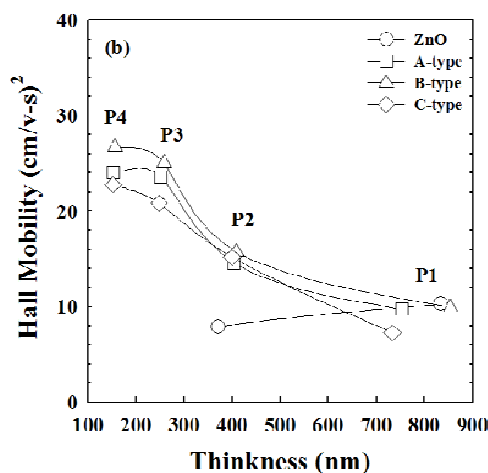 (b)
ZnO
A-type
B-type
C-type
P4
P3
P2
P1
Hall Mobility (cm/v-s)²
40
30
20
10
0
100 200 300 400 500 600 700 800 900
Thinkness (nm)